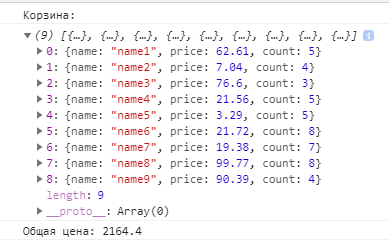 Корзина:
(9) [{…}, {…}, {…}, {…}, {…}, {…}, {…}, {…}, {…}] i
0: {name: "name1", price: 62.61, count: 5}
1: {name: "name2", price: 7.04, count: 4}
2: {name: "name3", price: 76.6, count: 3}
3: {name: "name4", price: 21.56, count: 5}
4: {name: "name5", price: 3.29, count: 5}
5: {name: "name6", price: 21.72, count: 8}
6: {name: "name7", price: 19.38, count: 7}
7: {name: "name8", price: 99.77, count: 8}
8: {name: "name9", price: 90.39, count: 4}
length: 9
__proto__: Array(0)
Общая цена: 2164.4